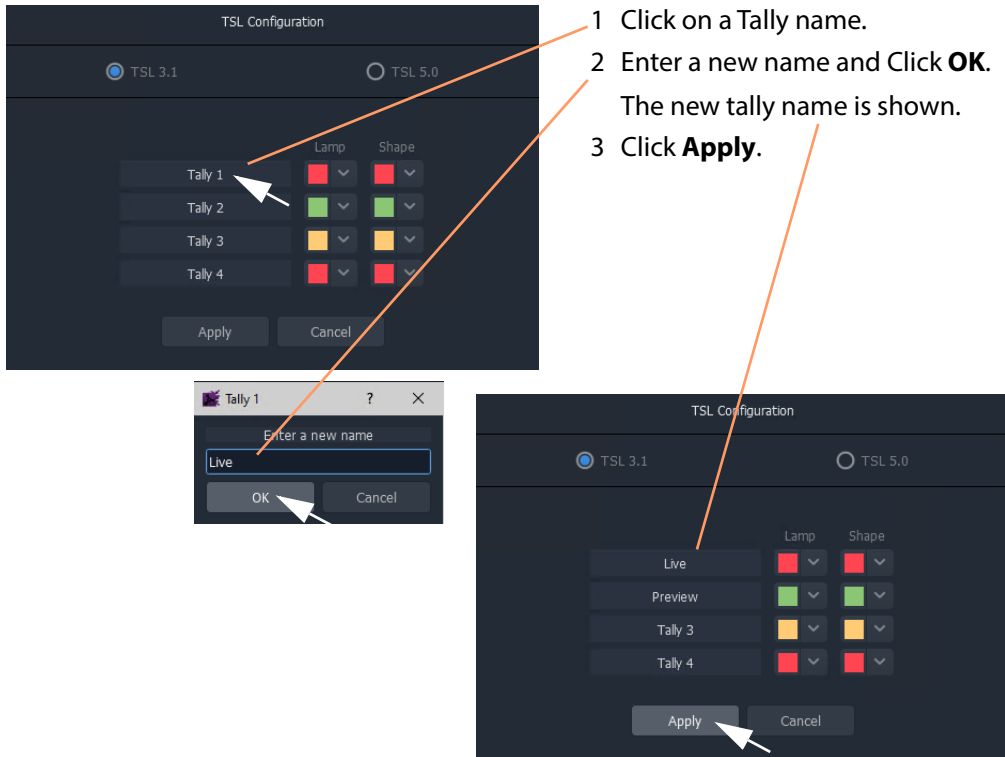 TSL Configuration
TSL 3.1 TSL 5.0
Lamp Shape
Tally 1
Tally 2
Tally 3
Tally 4
Apply Cancel
1 Click on a Tally name.
2 Enter a new name and Click OK.
The new tally name is shown.
3 Click Apply.
Tally 1 ? X
Enter a new name
Live
OK Cancel
TSL Configuration
TSL 3.1 TSL 5.0
Lamp Shape
Live
Preview
Tally 3
Tally 4
Apply Cancel